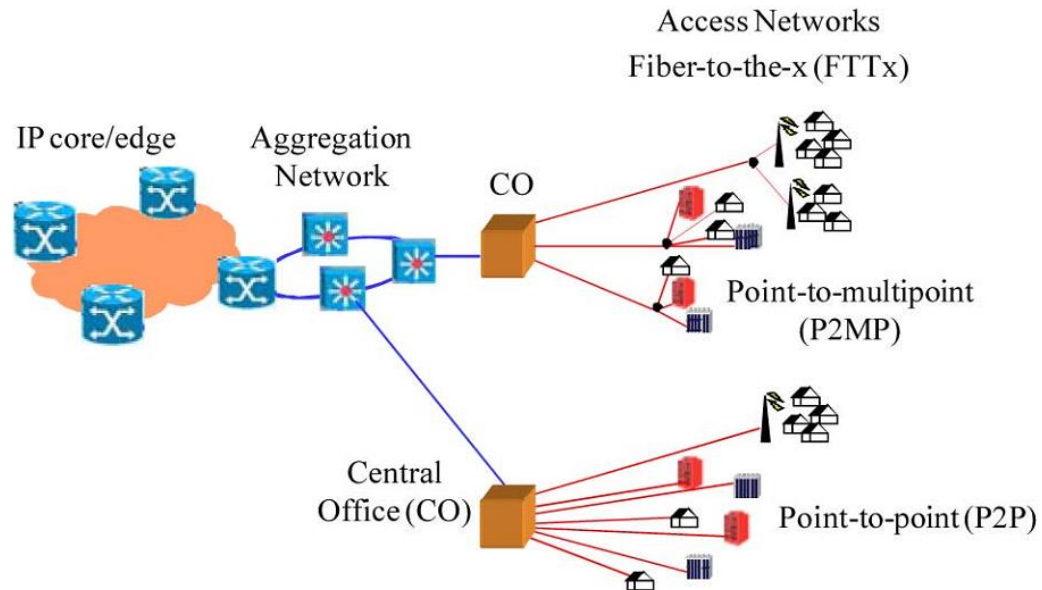 Access Networks
Fiber-to-the-x (FTTx)
IP core/edge
Aggregation
Network
CO
Point-to-multipoint
(P2MP)
Central
Office (CO)
Point-to-point (P2P)